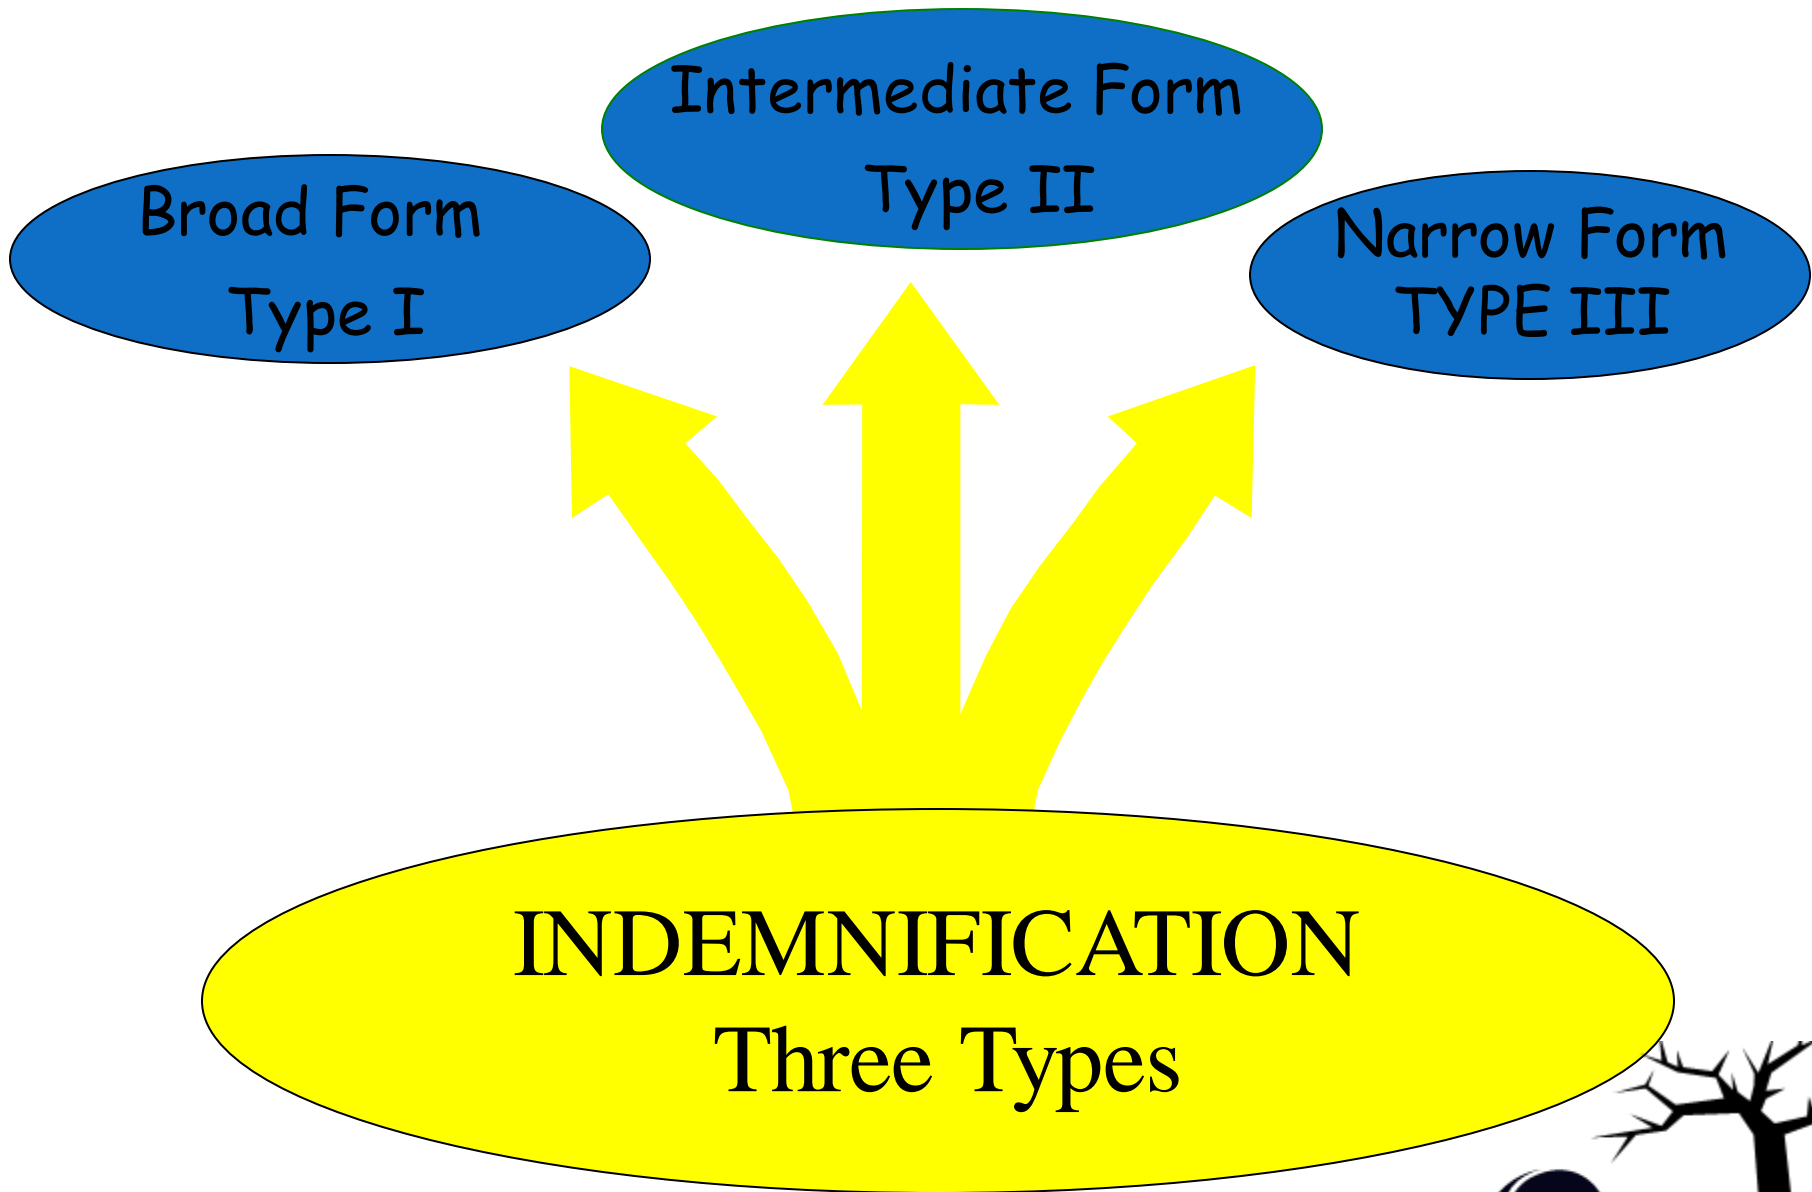 Intermediate Form
Type II
Broad Form
Type I
Narrow Form
TYPE III
INDEMNIFICATION
Three Types